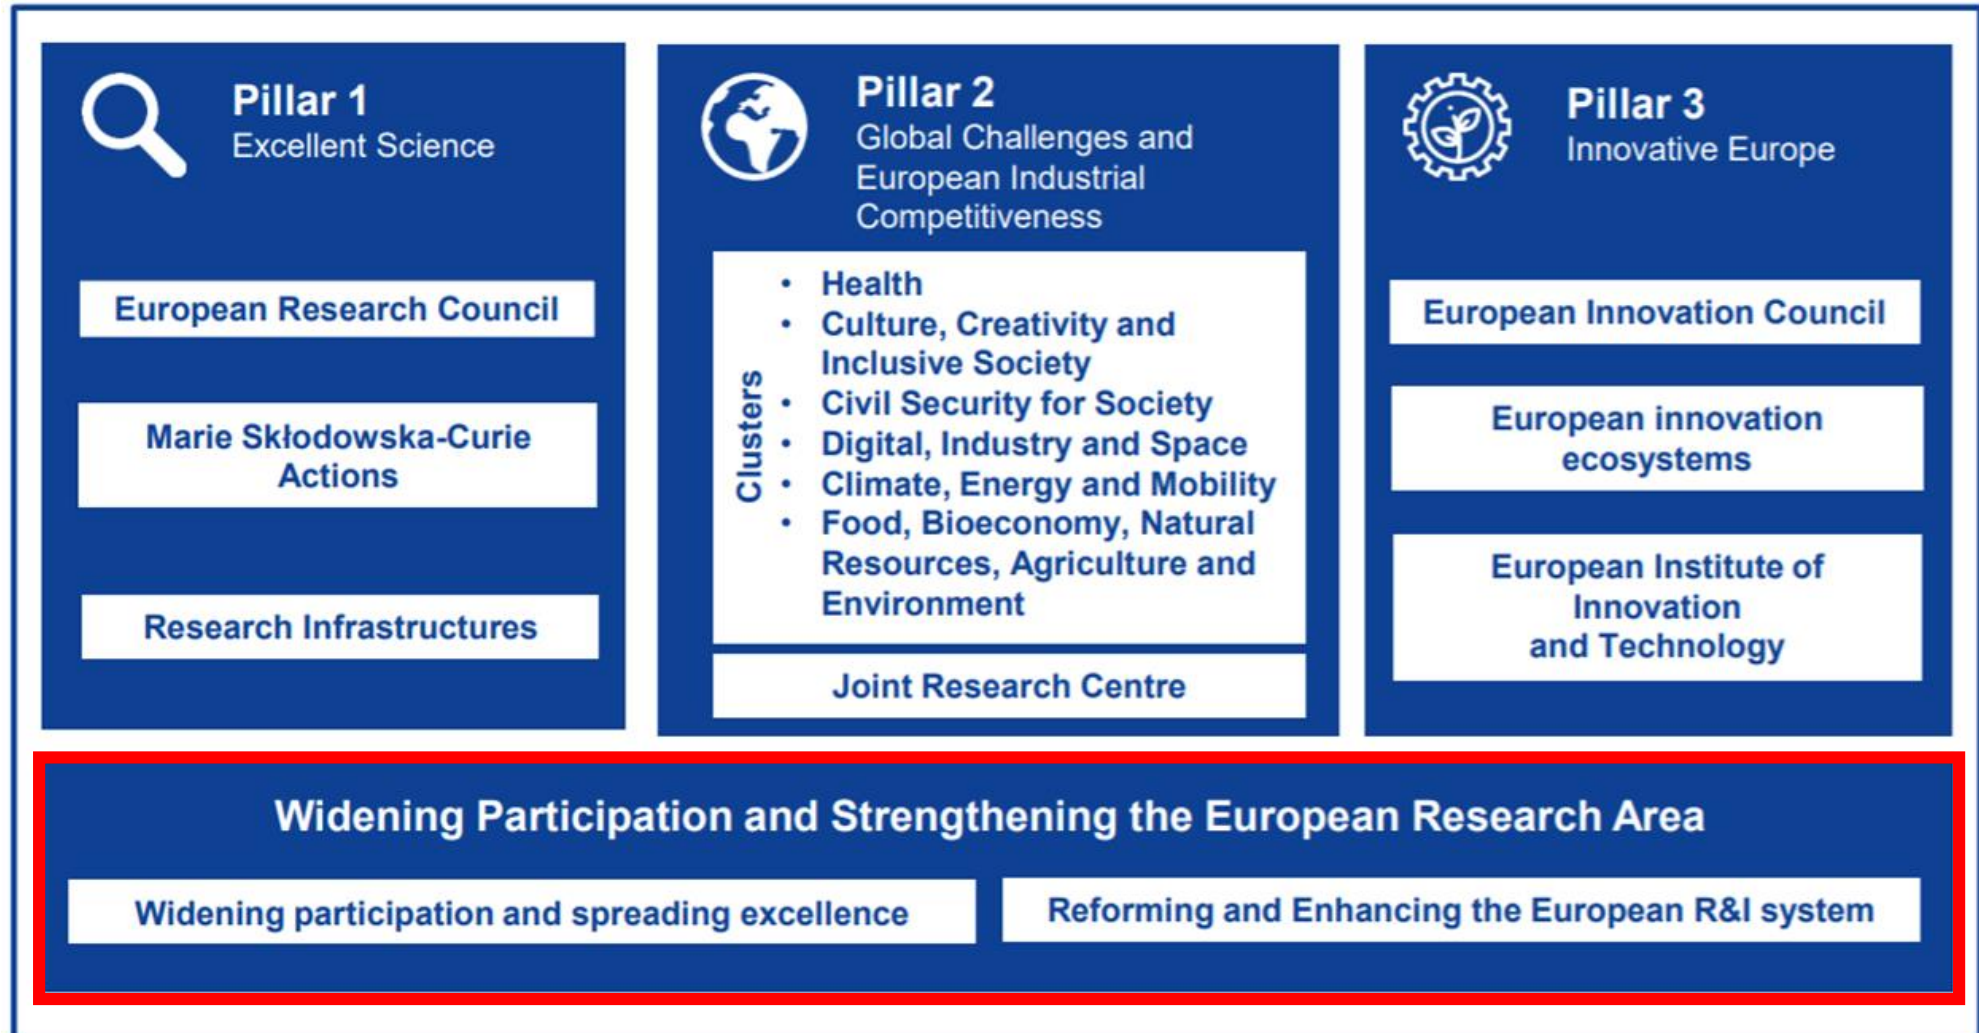 Pillar 1
Excellent Science
European Research Council
Marie Skłodowska-Curie
Actions
Research Infrastructures
Pillar 2
Global Challenges and
European Industrial
Competitiveness
Clusters
• Health
• Culture, Creativity and
Inclusive Society
• Civil Security for Society
• Digital, Industry and Space
• Climate, Energy and Mobility
• Food, Bioeconomy, Natural
Resources, Agriculture and
Environment
Joint Research Centre
Pillar 3
Innovative Europe
European Innovation Council
European innovation
ecosystems
European Institute of
Innovation
and Technology
Widening Participation and Strengthening the European Research Area
Widening participation and spreading excellence
Reforming and Enhancing the European R&I system